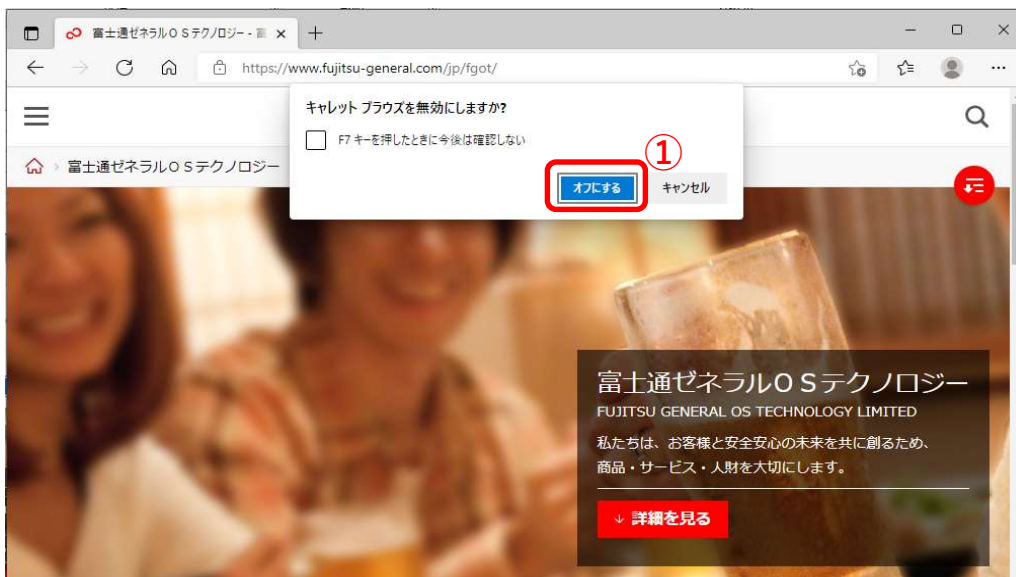 富士通ゼネラルＯＳテクノロジー - 富
https://www.fujitsu-general.com/jp/fgot/
キャレット ブラウズを無効にしますか?
F7 キーを押したときに今後は確認しない
①
オフにする キャンセル
富士通ゼネラルＯＳテクノロジー
富士通ゼネラルＯＳテクノロジー
FUJITSU GENERAL OS TECHNOLOGY LIMITED
私たちは、お客様と安全安心の未来を共に創るため、
商品・サービス・人財を大切にします。
↓ 詳細を見る